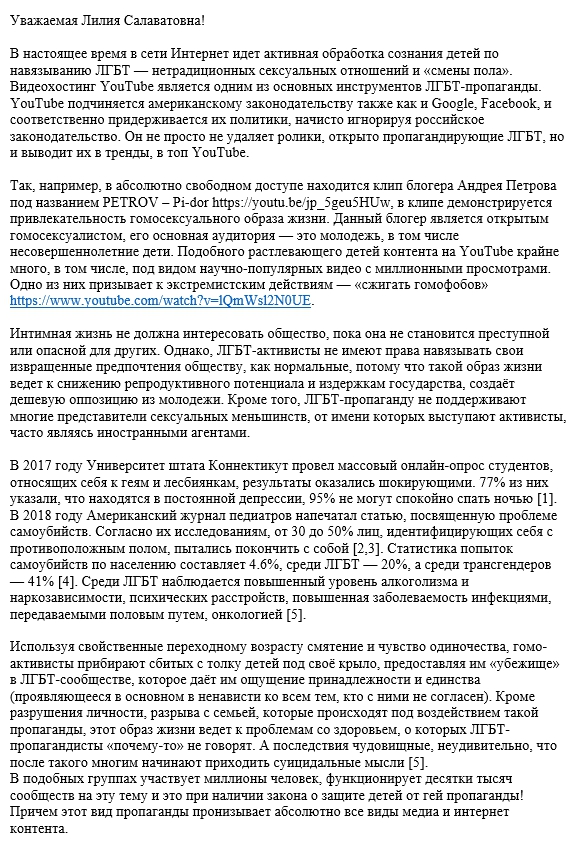 Уважаемая Лилия Салаватовна!
В настоящее время в сети Интернет идет активная обработка сознания детей по
навязыванию ЛГБТ — нетрадиционных сексуальных отношений и «смены пола».
Видеохостинг YouTube является одним из основных инструментов ЛГБТ-пропаганды.
YouTube подчиняется американскому законодательству также как и Google, Facebook, и
соответственно придерживается их политики, начисто игнорируя российское
законодательство. Он не просто не удаляет ролики, открыто пропагандирующие ЛГБТ, но
и выводит их в тренды, в топ YouTube.
Так, например, в абсолютно свободном доступе находится клип блогера Андрея Петрова
под названием PETROV – Pi-dor https://youtu.be/jp_5geu5HUw, в клипе демонстрируется
привлекательность гомосексуального образа жизни. Данный блогер является открытым
гомосексуалистом, его основная аудитория — это молодежь, в том числе
несовершеннолетние дети. Подобного растлевающего детей контента на YouTube крайне
много, в том числе, под видом научно-популярных видео с миллионными просмотрами.
Одно из них призывает к экстремистским действиям — «сжигать гомофобов»
https://www.youtube.com/watch?v=lQmWsl2N0UE.
Интимная жизнь не должна интересовать общество, пока она не становится преступной
или опасной для других. Однако, ЛГБТ-активисты не имеют права навязывать свои
извращенные предпочтения обществу, как нормальные, потому что такой образ жизни
ведет к снижению репродуктивного потенциала и издержкам государства, создаёт
дешевую оппозицию из молодежи. Кроме того, ЛГБТ-пропаганду не поддерживают
многие представители сексуальных меньшинств, от имени которых выступают активисты,
часто являясь иностранными агентами.
В 2017 году Университет штата Коннектикут провел массовый онлайн-опрос студентов,
относящих себя к геям и лесбиянкам, результаты оказались шокирующими. 77% из них
указали, что находятся в постоянной депрессии, 95% не могут спокойно спать ночью [1].
В 2018 году Американский журнал педиатров напечатал статью, посвященную проблеме
самоубийств. Согласно их исследованиям, от 30 до 50% лиц, идентифицирующих себя с
противоположным полом, пытались покончить с собой [2,3]. Статистика попыток
самоубийств по населению составляет 4.6%, среди ЛГБТ — 20%, а среди трансгендеров
— 41% [4]. Среди ЛГБТ наблюдается повышенный уровень алкоголизма и
наркозависимости, психических расстройств, повышенная заболеваемость инфекциями,
передаваемыми половым путем, онкологией [5].
Используя свойственные переходному возрасту смятение и чувство одиночества, гомо-
активисты прибирают сбитых с толку детей под своё крыло, предоставляя им «убежище»
в ЛГБТ-сообществе, которое даёт им ощущение принадлежности и единства
(проявляющееся в основном в ненависти ко всем тем, кто с ними не согласен). Кроме
разрушения личности, разрыва с семьей, которые происходят под воздействием такой
пропаганды, этот образ жизни ведет к проблемам со здоровьем, о которых ЛГБТ-
пропагандисты «почему-то» не говорят. А последствия чудовищные, неудивительно, что
после такого многим начинают приходить суицидальные мысли [5].
В подобных группах участвует миллионы человек, функционирует десятки тысяч
сообществ на эту тему и это при наличии закона о защите детей от гей пропаганды!
Причем этот вид пропаганды пронизывает абсолютно все виды медиа и интернет
контента.